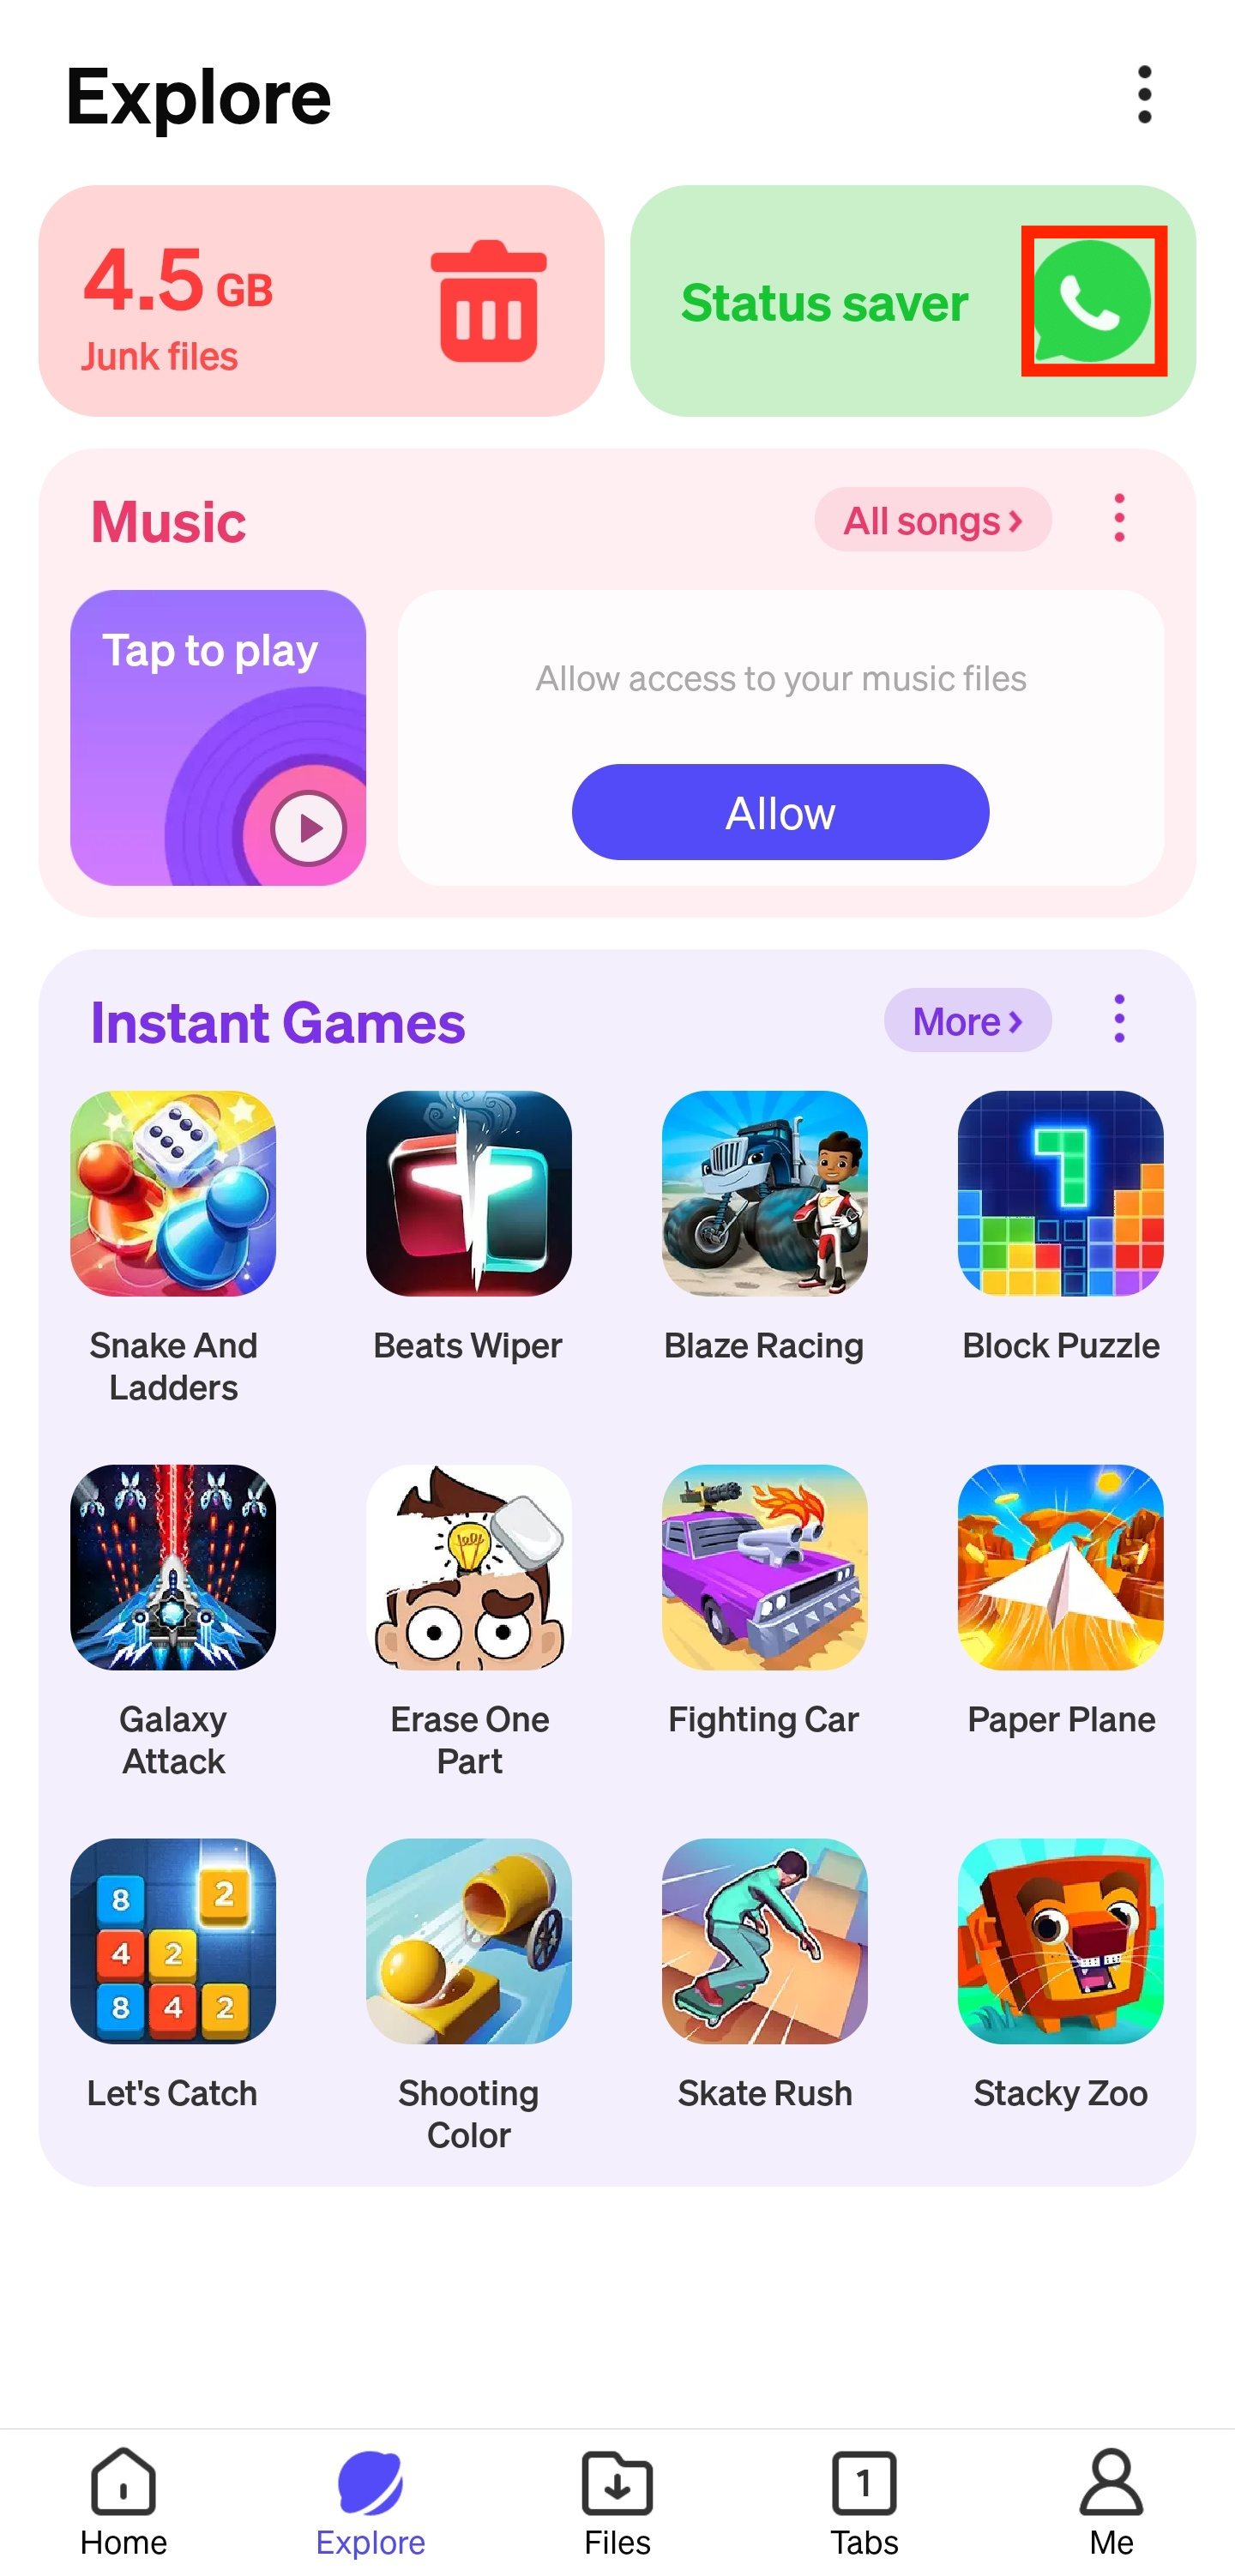 Explore
4.5 GB
Junk files
Status saver
Music
All songs ›
Tap to play
Allow access to your music files
Allow
Instant Games
More ›
Snake And
Ladders
Beats Wiper
Blaze Racing
Block Puzzle
Galaxy
Attack
Erase One
Part
Fighting Car
Paper Plane
8
2
4 2
8 4 2
Let's Catch
Shooting
Color
Skate Rush
Stacky Zoo
Home
Explore
Files
1
Tabs
Me